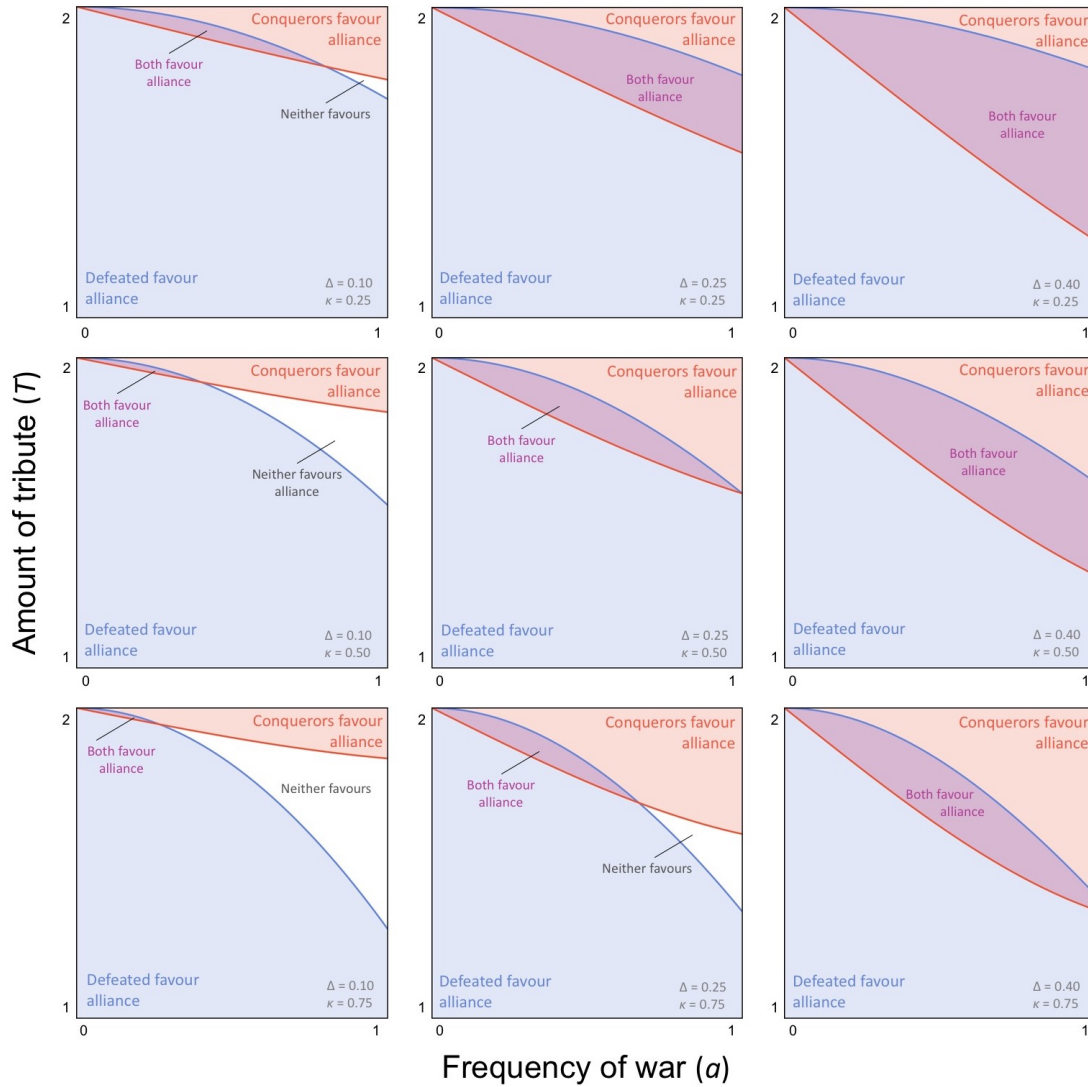 2
Conquerors favour
alliance
Both favour
alliance
Neither favours
Defeated favour
alliance
Δ = 0.10
κ = 0.25
1
0
1
2
Conquerors favour
alliance
Both favour
alliance
Defeated favour
alliance
Δ = 0.25
κ = 0.25
1
0
1
2
Conquerors favour
alliance
Both favour
alliance
Defeated favour
alliance
Δ = 0.40
κ = 0.25
1
0
1
Amount of tribute (T)
2
Conquerors favour
alliance
Both favour
alliance
Neither favours
alliance
Defeated favour
alliance
Δ = 0.10
κ = 0.50
1
0
1
2
Conquerors favour
alliance
Both favour
alliance
Defeated favour
alliance
Δ = 0.25
κ = 0.50
1
0
1
2
Conquerors favour
alliance
Both favour
alliance
Defeated favour
alliance
Δ = 0.40
κ = 0.50
1
0
1
2
Conquerors favour
alliance
Both favour
alliance
Neither favours
Defeated favour
alliance
Δ = 0.10
κ = 0.75
1
0
1
2
Conquerors favour
alliance
Both favour
alliance
Neither favours
Defeated favour
alliance
Δ = 0.25
κ = 0.75
1
0
1
2
Conquerors favour
alliance
Both favour
alliance
Defeated favour
alliance
Δ = 0.40
κ = 0.75
1
0
1
Frequency of war (a)